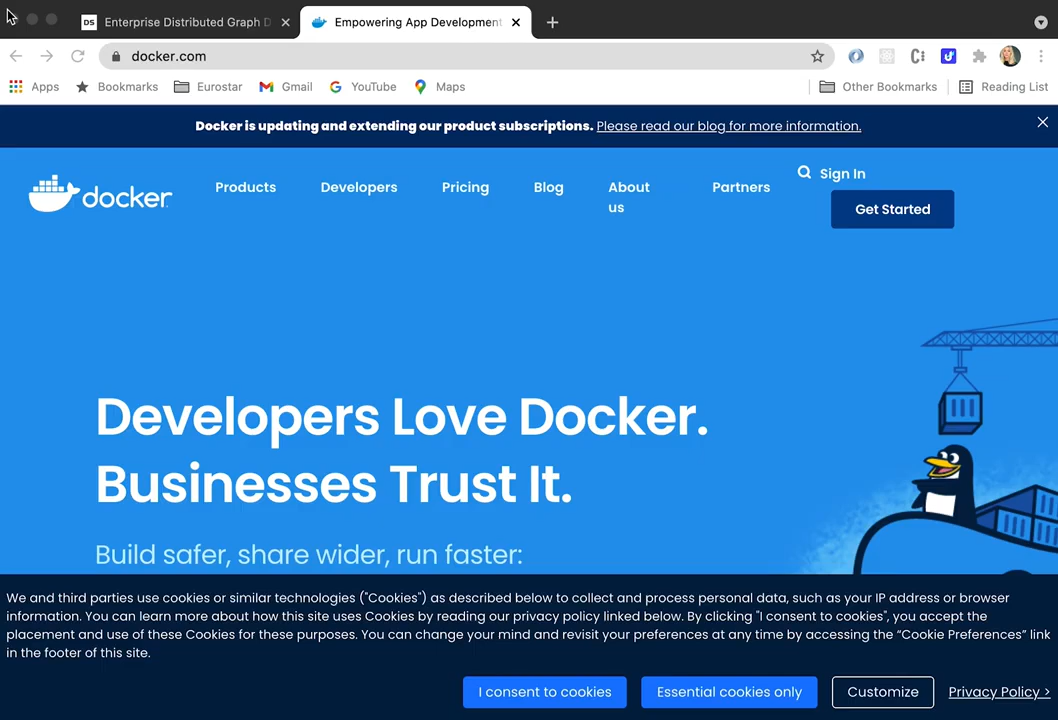 DS Enterprise Distributed Graph D
Empowering App Development
docker.com
Apps Bookmarks Eurostar Gmail YouTube Maps Other Bookmarks Reading List
Docker is updating and extending our product subscriptions. Please read our blog for more information.
docker
Products Developers Pricing Blog About us Partners
Sign In
Get Started
Developers Love Docker.
Businesses Trust It.
Build safer, share wider, run faster:
We and third parties use cookies or similar technologies ("Cookies") as described below to collect and process personal data, such as your IP address or browser
information. You can learn more about how this site uses Cookies by reading our privacy policy linked below. By clicking "I consent to cookies", you accept the
placement and use of these Cookies for these purposes. You can change your mind and revisit your preferences at any time by accessing the “Cookie Preferences” link
in the footer of this site.
I consent to cookies Essential cookies only Customize Privacy Policy >